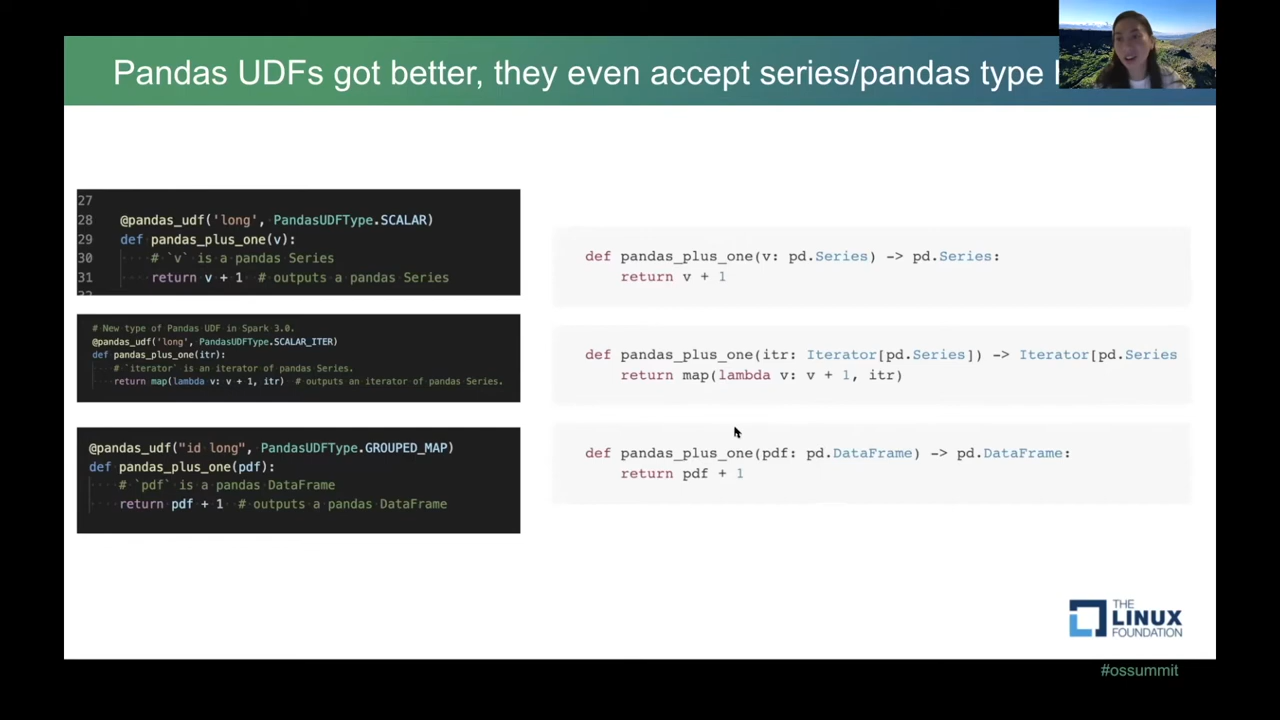 Pandas UDFs got better, they even accept series/pandas type
27
28 @pandas_udf('long', PandasUDFType.SCALAR)
29 def pandas_plus_one(v):
30 # `v` is a pandas Series
31 return v + 1 # outputs a pandas Series
# New type of Pandas UDF in Spark 3.0.
@pandas_udf('long', PandasUDFType.SCALAR_ITER)
def pandas_plus_one(itr):
# `iterator` is an iterator of pandas Series.
return map(lambda v: v + 1, itr) # outputs an iterator of pandas Series.
@pandas_udf("id long", PandasUDFType.GROUPED_MAP)
def pandas_plus_one(pdf):
# `pdf` is a pandas DataFrame
return pdf + 1 # outputs a pandas DataFrame
def pandas_plus_one(v: pd.Series) -> pd.Series:
return v + 1
def pandas_plus_one(itr: Iterator[pd.Series]) -> Iterator[pd.Series
return map(lambda v: v + 1, itr)
def pandas_plus_one(pdf: pd.DataFrame) -> pd.DataFrame:
return pdf + 1
THE
LINUX
FOUNDATION
#ossummit